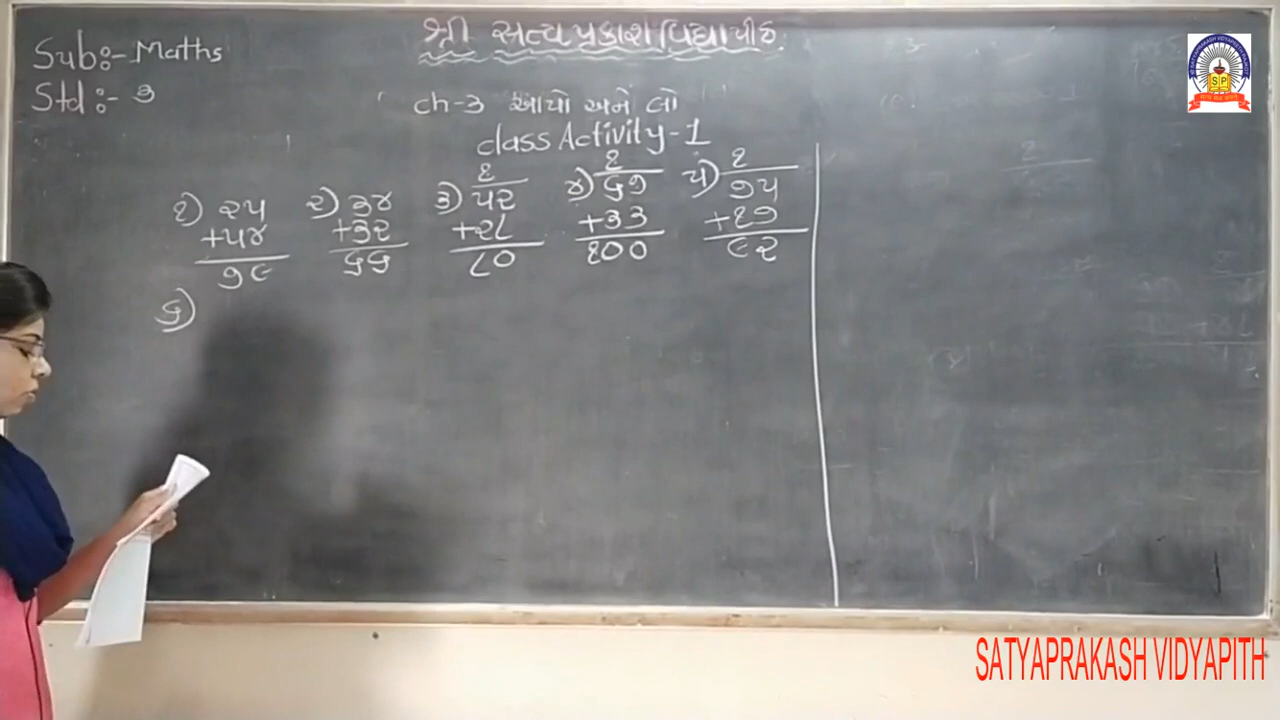 Sub:- Maths
Std:- ૩
શ્રી સત્યપ્રકાશ વિદ્યાપીઠ.
ch-૩ આપો અને લો
class Activity-1
૧ ૧ ૧
૧) ૨૫ ૨) ૩૪ ૩) ૫૨ ૪) ૬૭ ૫) ૭૫
+૫૪ +૩૨ +૨૮ +૩૩ +૧૭
૭૯ ૬૬ ૮૦ ૧૦૦ ૯૨
૬)
SATYAPRAKASH VIDYAPITH